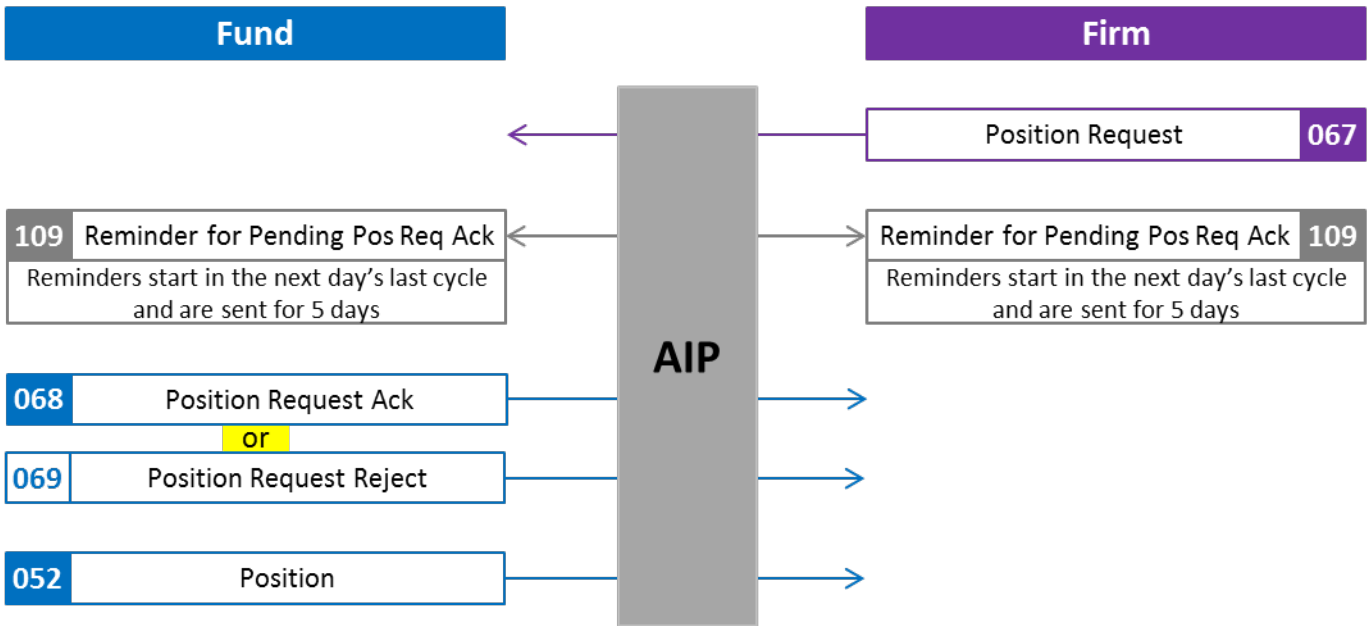 Fund
Firm
Position Request 067
109 Reminder for Pending Pos Req Ack
Reminders start in the next day's last cycle
and are sent for 5 days
Reminder for Pending Pos Req Ack 109
Reminders start in the next day's last cycle
and are sent for 5 days
AIP
068 Position Request Ack
or
069 Position Request Reject
052 Position